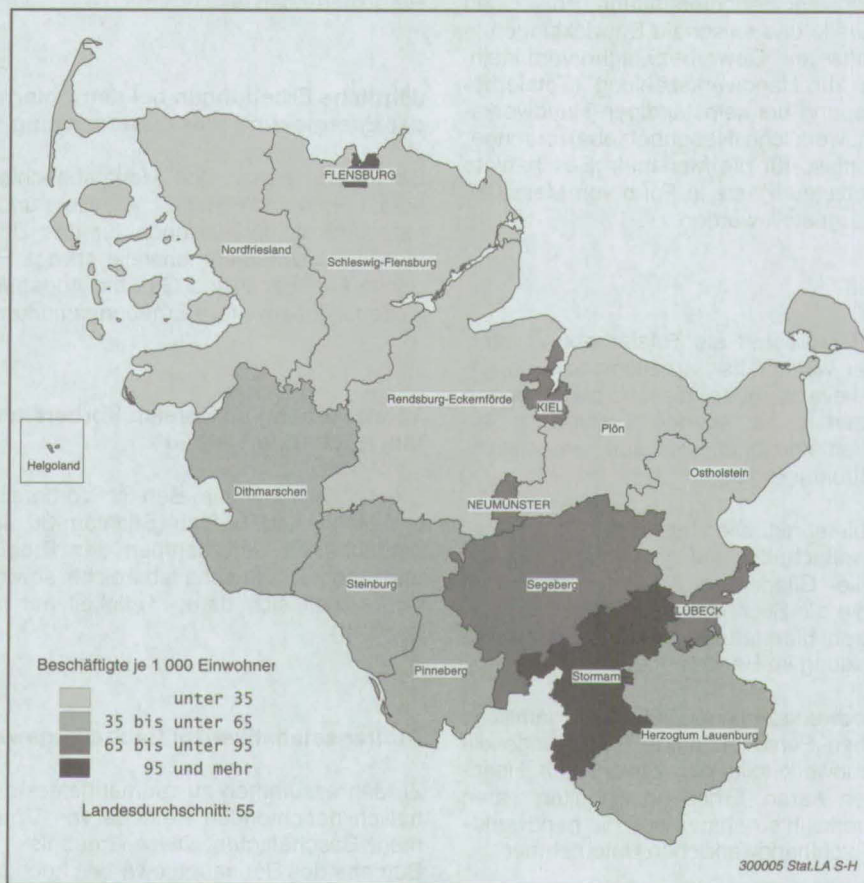 FLENSBURG
Nordfriesland
Schleswig-Flensburg
Rendsburg-Eckernförde
KIEL
Plön
Ostholstein
Helgoland
Dithmarschen
NEUMÜNSTER
Steinburg
Segeberg
LÜBECK
Pinneberg
Stormarn
Herzogtum Lauenburg
Beschäftigte je 1 000 Einwohner
unter 35
35 bis unter 65
65 bis unter 95
95 und mehr
Landesdurchschnitt: 55
300005 Stat.LA S-H